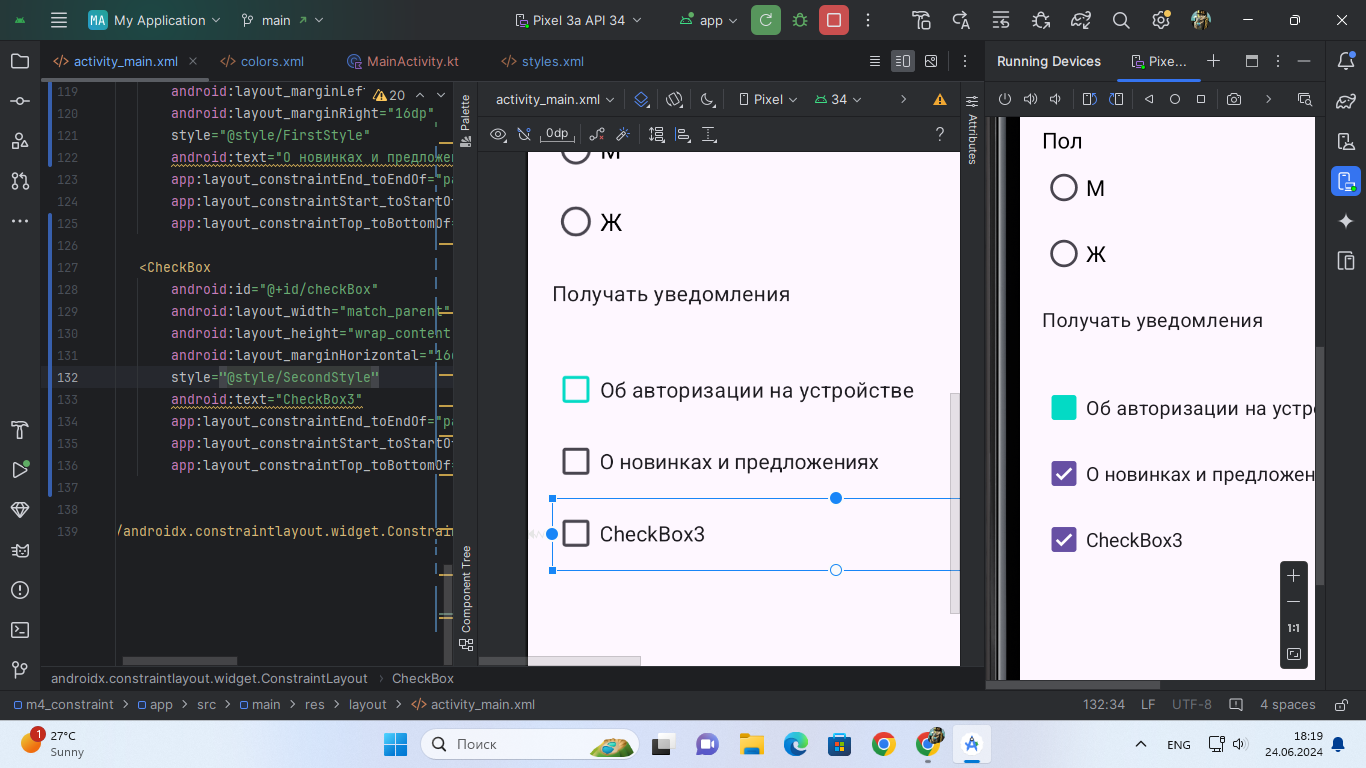 MA My Application main Pixel 3a API 34 app
activity_main.xml colors.xml MainActivity.kt styles.xml Running Devices Pixe...
119 android:layout_marginLef 20
120 android:layout_marginRight="16dp"
121 style="@style/FirstStyle"
122 android:text="О новинках и предложен
123 app:layout_constraintEnd_toEndOf="pa
124 app:layout_constraintStart_toStartO
125 app:layout_constraintTop_toBottomOf=
126
127 <CheckBox
128 android:id="@+id/checkBox"
129 android:layout_width="match_parent"
130 android:layout_height="wrap_content
131 android:layout_marginHorizontal="16
132 style="@style/SecondStyle"
133 android:text="CheckBox3"
134 app:layout_constraintEnd_toEndOf="pa
135 app:layout_constraintStart_toStartO
136 app:layout_constraintTop_toBottomOf=
137
138
139 /androidx.constraintlayout.widget.Constrain
Palette
Component Tree
activity_main.xml Pixel 34
0dp ?
Attributes
М
Ж
Получать уведомления
Об авторизации на устройстве
О новинках и предложениях
CheckBox3
Пол
М
Ж
Получать уведомления
Об авторизации на устро
О новинках и предложен
CheckBox3
1:1
androidx.constraintlayout.widget.ConstraintLayout > CheckBox
m4_constraint > app > src > main > res > layout > activity_main.xml 132:34 LF UTF-8 4 spaces
1
27°C
Sunny
Поиск
ENG
18:19
24.06.2024